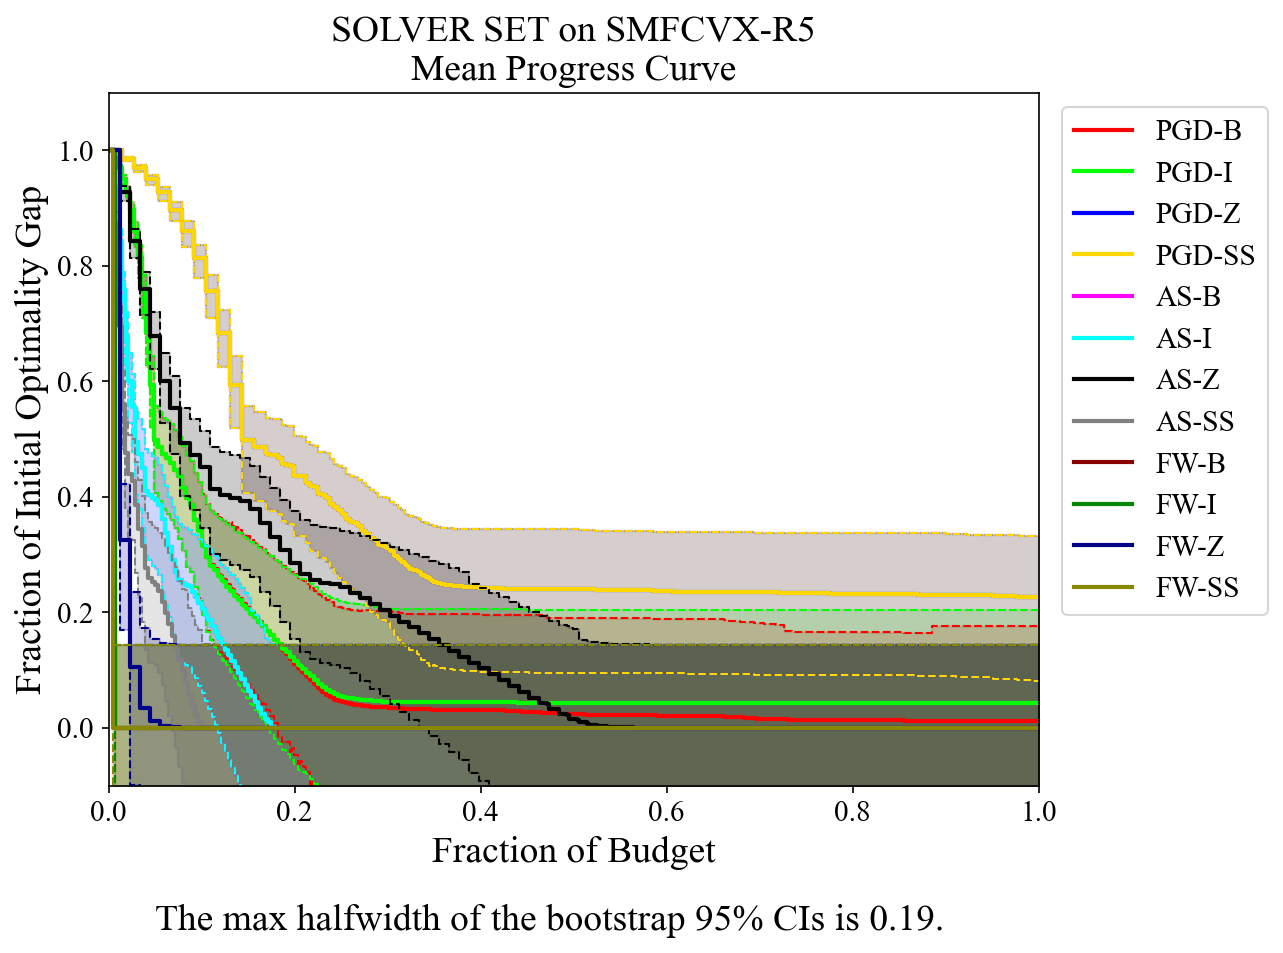 SOLVER SET on SMFCVX-R5
Mean Progress Curve
Fraction of Initial Optimality Gap
1.0
0.8
0.6
0.4
0.2
0.0
0.0 0.2 0.4 0.6 0.8 1.0
Fraction of Budget
PGD-B
PGD-I
PGD-Z
PGD-SS
AS-B
AS-I
AS-Z
AS-SS
FW-B
FW-I
FW-Z
FW-SS
The max halfwidth of the bootstrap 95% CIs is 0.19.